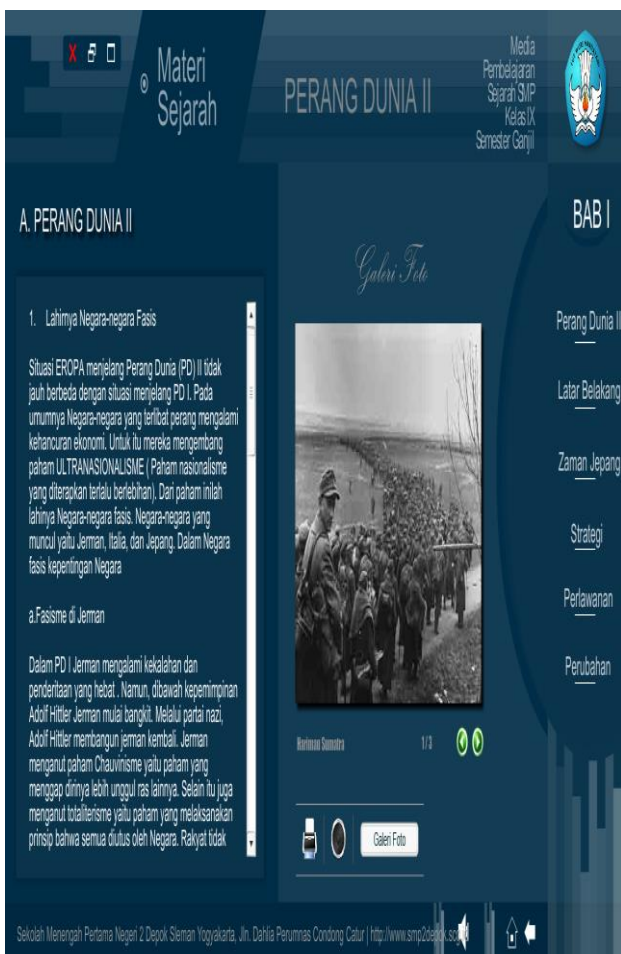 Materi
Sejarah
PERANG DUNIA II
Media
Pembelajaran
Sejarah SMP
Kelas IX
Semester Ganjil
A. PERANG DUNIA II
1. Lahirnya Negara-negara Fasis
Situasi EROPA menjelang Perang Dunia (PD) II tidak
jauh berbeda dengan situasi menjelang PD I. Pada
umumnya Negara-negara yang terlibat perang mengalami
kehancuran ekonomi. Untuk itu mereka mengembang
paham ULTRANASIONALISME ( Paham nasionalisme
yang diterapkan terlalu berlebihan). Dari paham inilah
lahinya Negara-negara fasis. Negara-negara yang
muncul yaitu Jerman, Italia, dan Jepang. Dalam Negara
fasis kepentingan Negara
a.Fasisme di Jerman
Dalam PD I Jerman mengalami kekalahan dan
penderitaan yang hebat . Namun, dibawah kepemimpinan
Adolf Hittler Jerman mulai bangkit. Melalui partai nazi,
Adolf Hittler membangun jerman kembali. Jerman
menganut paham Chauvinisme yaitu paham yang
menggap dirinya lebih unggul ras lainnya. Selain itu juga
menganut totaliterisme yaitu paham yang melaksanakan
prinsip bahwa semua diutus oleh Negara. Rakyat tidak
Galeri Foto
Harimau Sumatra
1/3
Galeri Foto
BAB I
Perang Dunia II
Latar Belakang
Zaman Jepang
Strategi
Perlawanan
Perubahan
Sekolah Menengah Pertama Negeri 2 Depok Sleman Yogyakarta, Jln. Dahlia Perumnas Condong Catur | http://www.smp2depok.sc